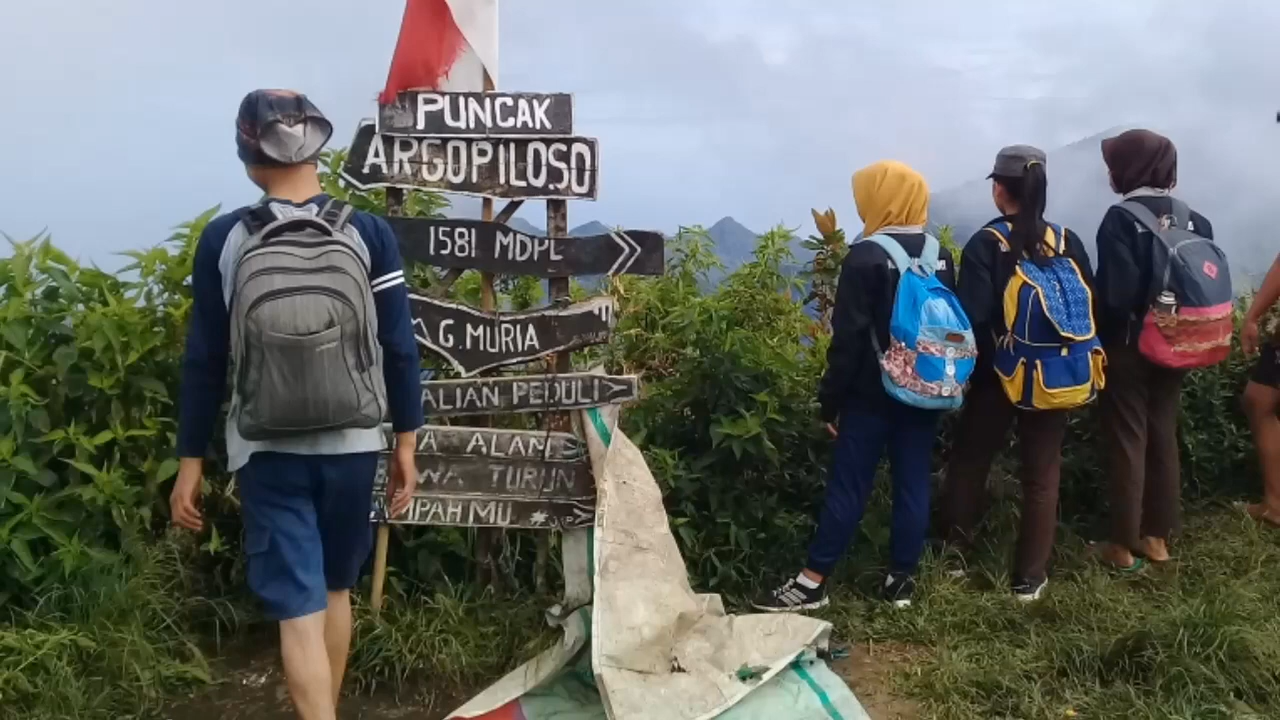 PUNCAK
ARGOPILOSO
1581 MDPL
G.MURIA
ALIAN PEDULI
A ALAM
WA TURUN
MPAH MU